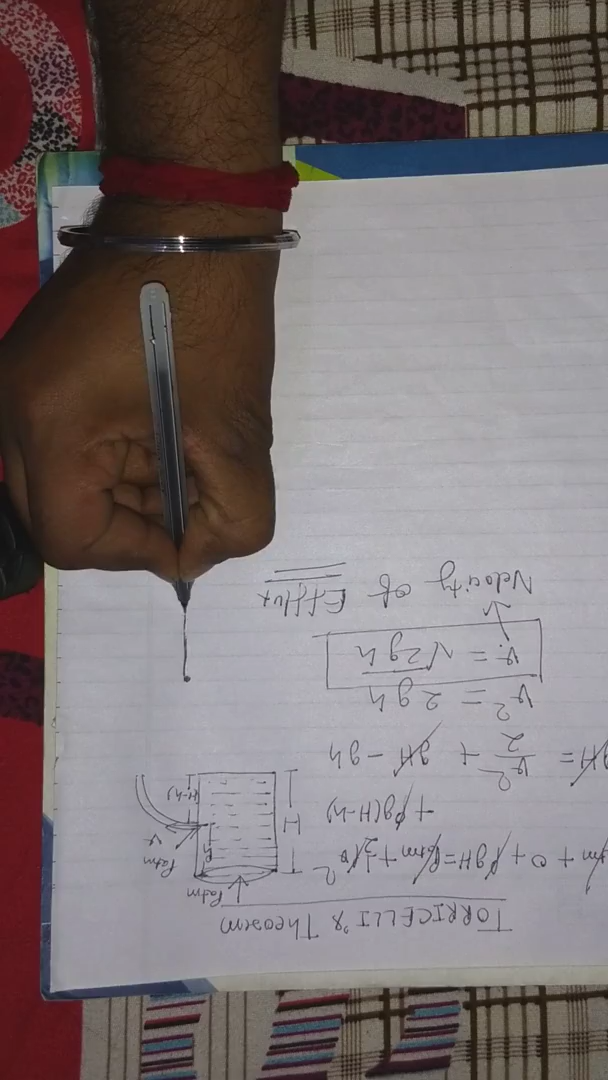 TORRICELLI's Theorem
Patm + 0 + ρgH = Patm + ½ρv²
+ ρg(H-h)
gH = v²/2 + gH - gh
v² = 2gh
v = √2gh
Velocity of Efflux
Patm
Patm
h
v
H
(H-h)